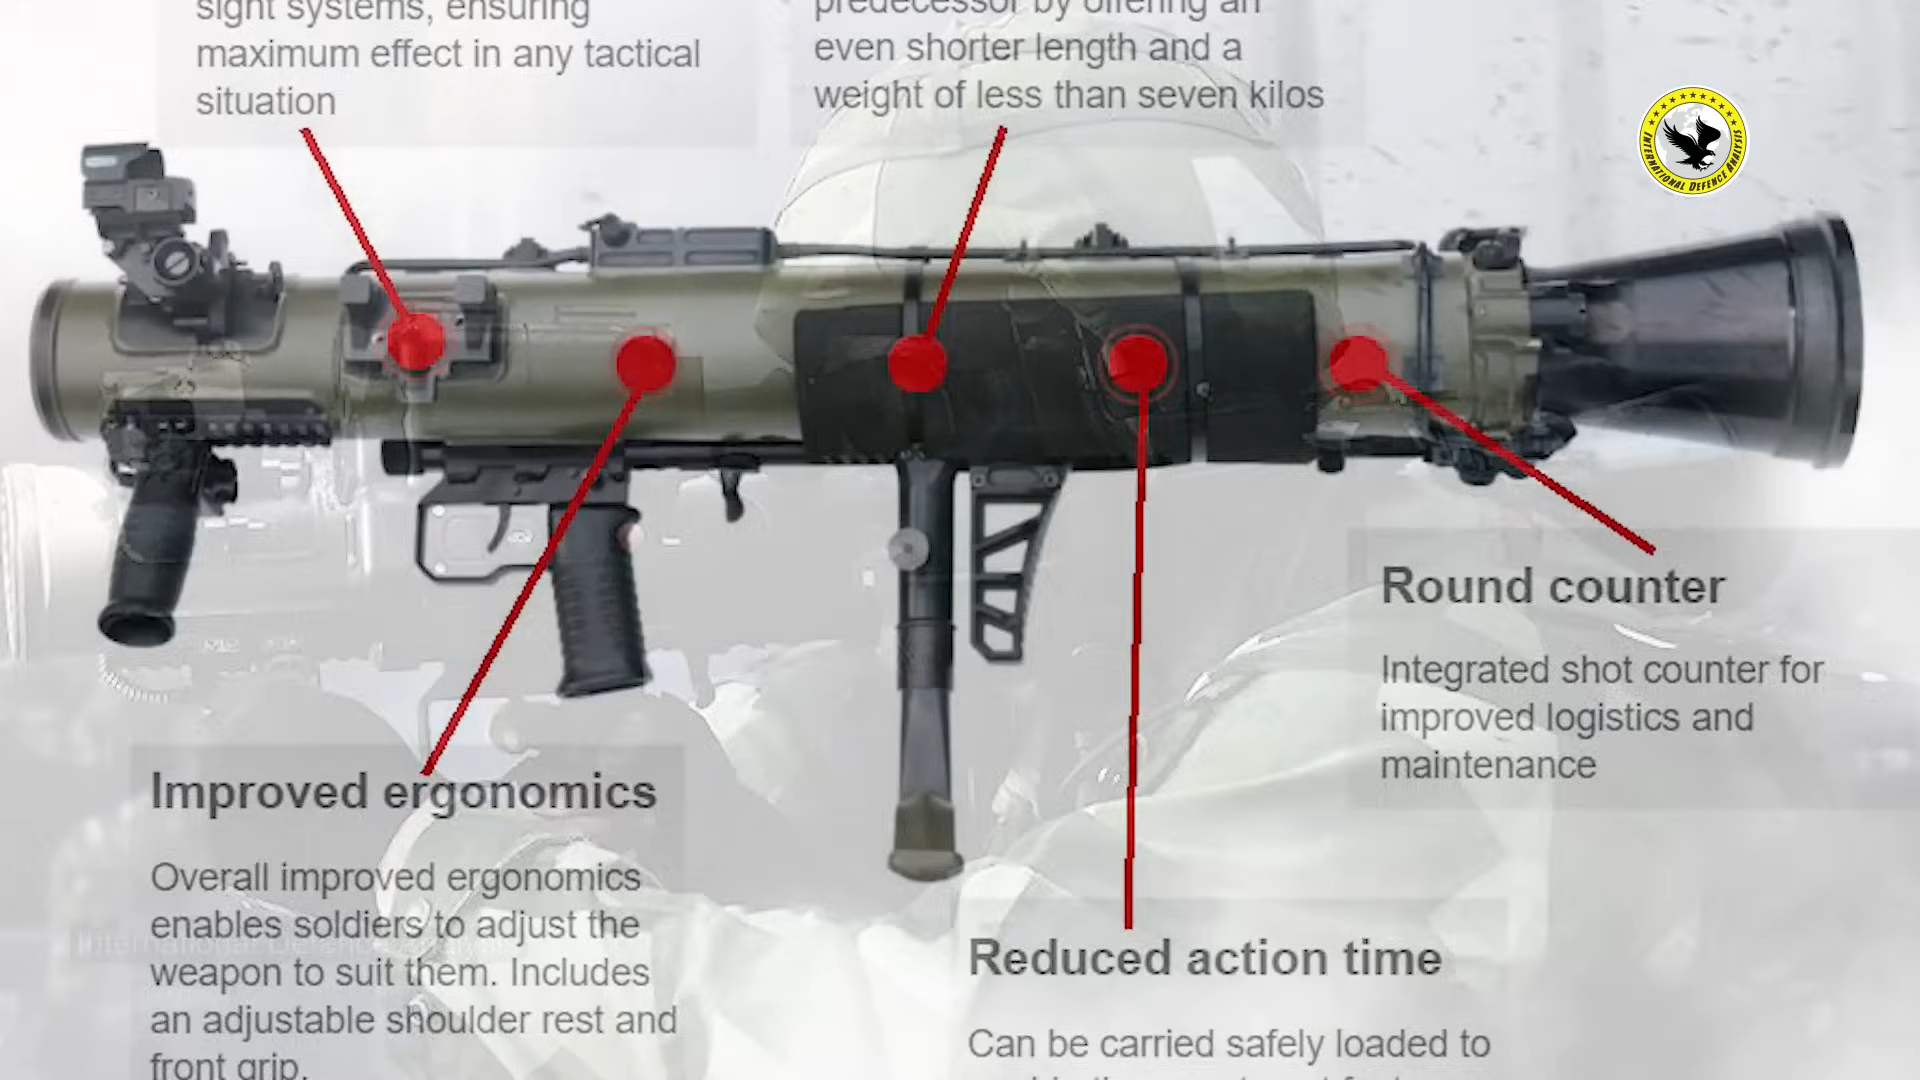 sight systems, ensuring
maximum effect in any tactical
situation
predecessor by offering an
even shorter length and a
weight of less than seven kilos
INTERNATIONAL DEFENCE ANALYSIS
Round counter
Integrated shot counter for
improved logistics and
maintenance
Improved ergonomics
Overall improved ergonomics
enables soldiers to adjust the
weapon to suit them. Includes
an adjustable shoulder rest and
front grip.
Reduced action time
Can be carried safely loaded to